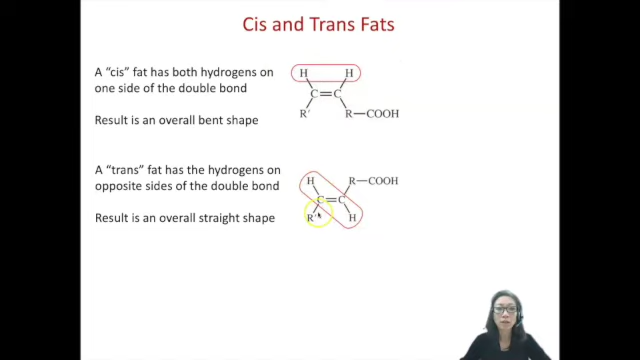 Cis and Trans Fats
A “cis” fat has both hydrogens on
one side of the double bond
Result is an overall bent shape
H H
C=C
R' R—COOH
A “trans” fat has the hydrogens on
opposite sides of the double bond
Result is an overall straight shape
H R—COOH
C=C
R' H